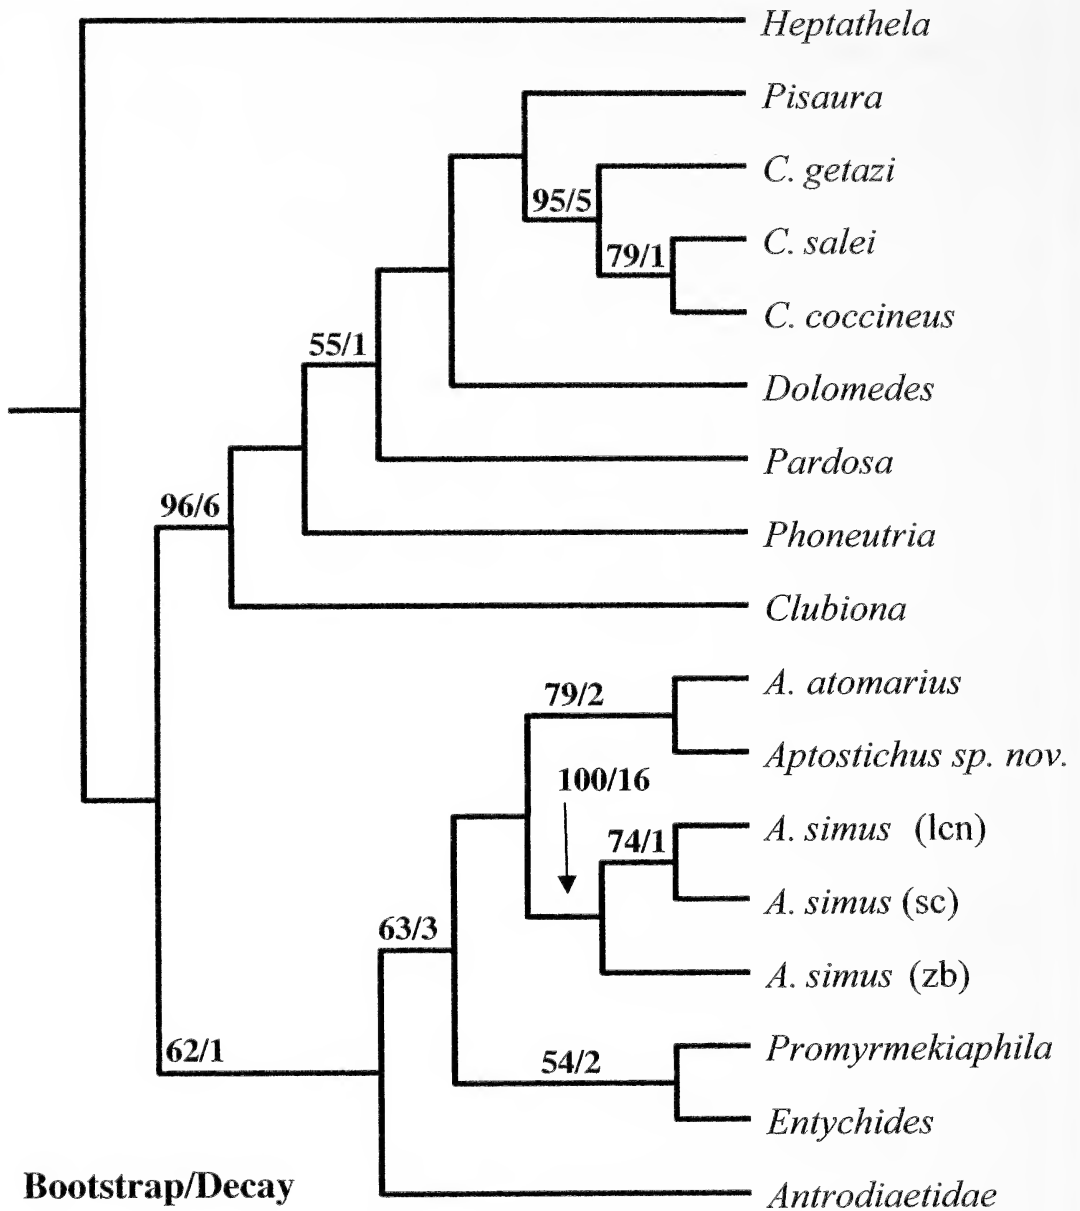 Heptathela
Pisaura
C. getazi
95/5
C. salei
79/1
C. coccineus
55/1
Dolomedes
Pardosa
96/6
Phoneutria
Clubiona
A. atomarius
79/2
Aptostichus sp. nov.
100/16
A. simus (lcn)
74/1
A. simus (sc)
63/3
A. simus (zb)
62/1
Promyrmekiaphila
54/2
Entychides
Bootstrap/Decay
Antrodiaetidae